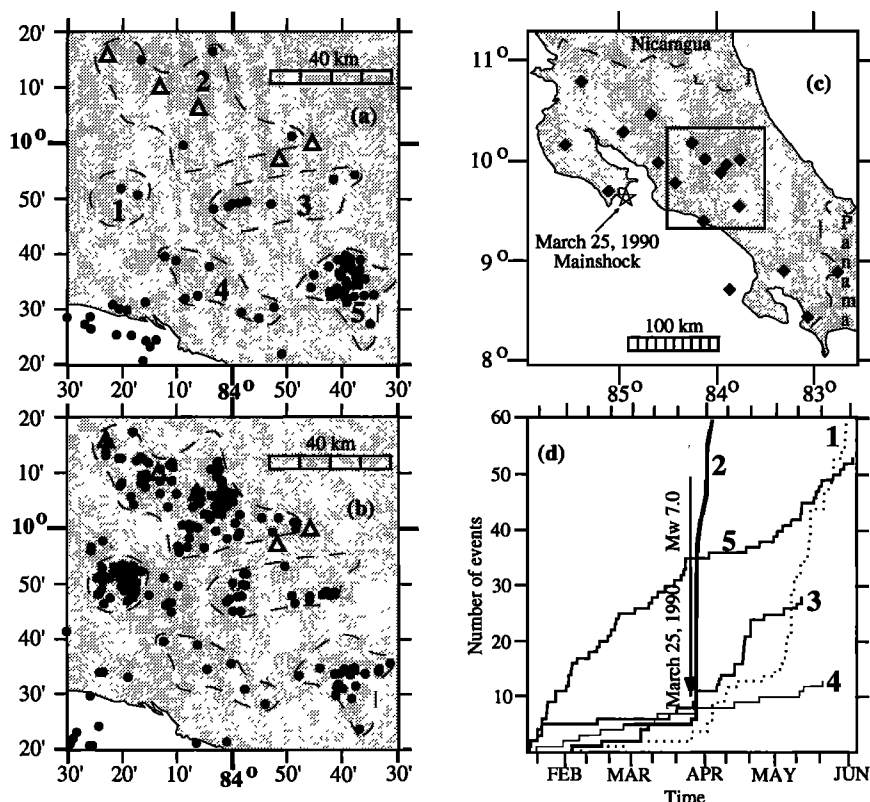 20'
10'
10°
50'
40'
30'
20'
40 km
(a)
2
1
3
4
5
30' 20' 10' 84° 50' 40' 30'
20'
10'
10°
50'
40'
30'
20'
40 km
(b)
30' 20' 10' 84° 50' 40' 30'
11°
10°
9°
8°
Nicaragua
(c)
March 25, 1990
Mainshock
Panama
100 km
85° 84° 83°
60
50
40
30
20
10
Number of events
(d)
1
2
5
3
4
Mw 7.0
March 25, 1990
FEB MAR APR MAY JUN
Time